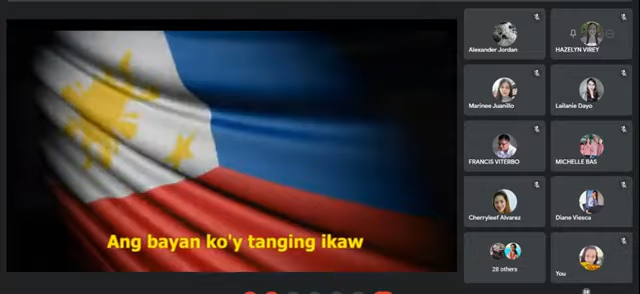 Ang bayan ko'y tanging ikaw
Alexander Jordan
HAZELYN VIREY
Marinee Juanillo
Lailanie Dayo
FRANCIS VITERBO
MICHELLE BAS
Cherryleef Alvarez
Diane Viesca
28 others
You